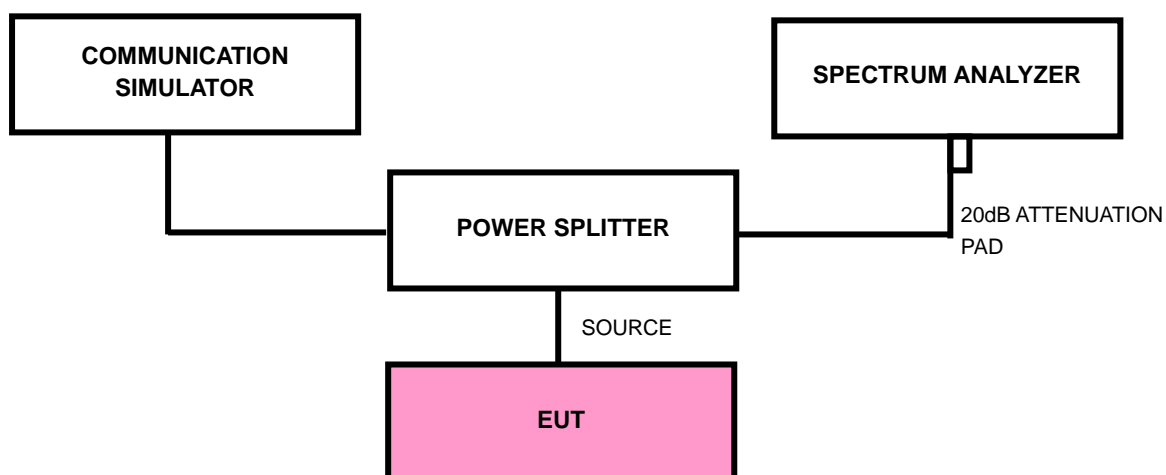 COMMUNICATION
SIMULATOR
SPECTRUM ANALYZER
POWER SPLITTER
20dB ATTENUATION
PAD
SOURCE
EUT